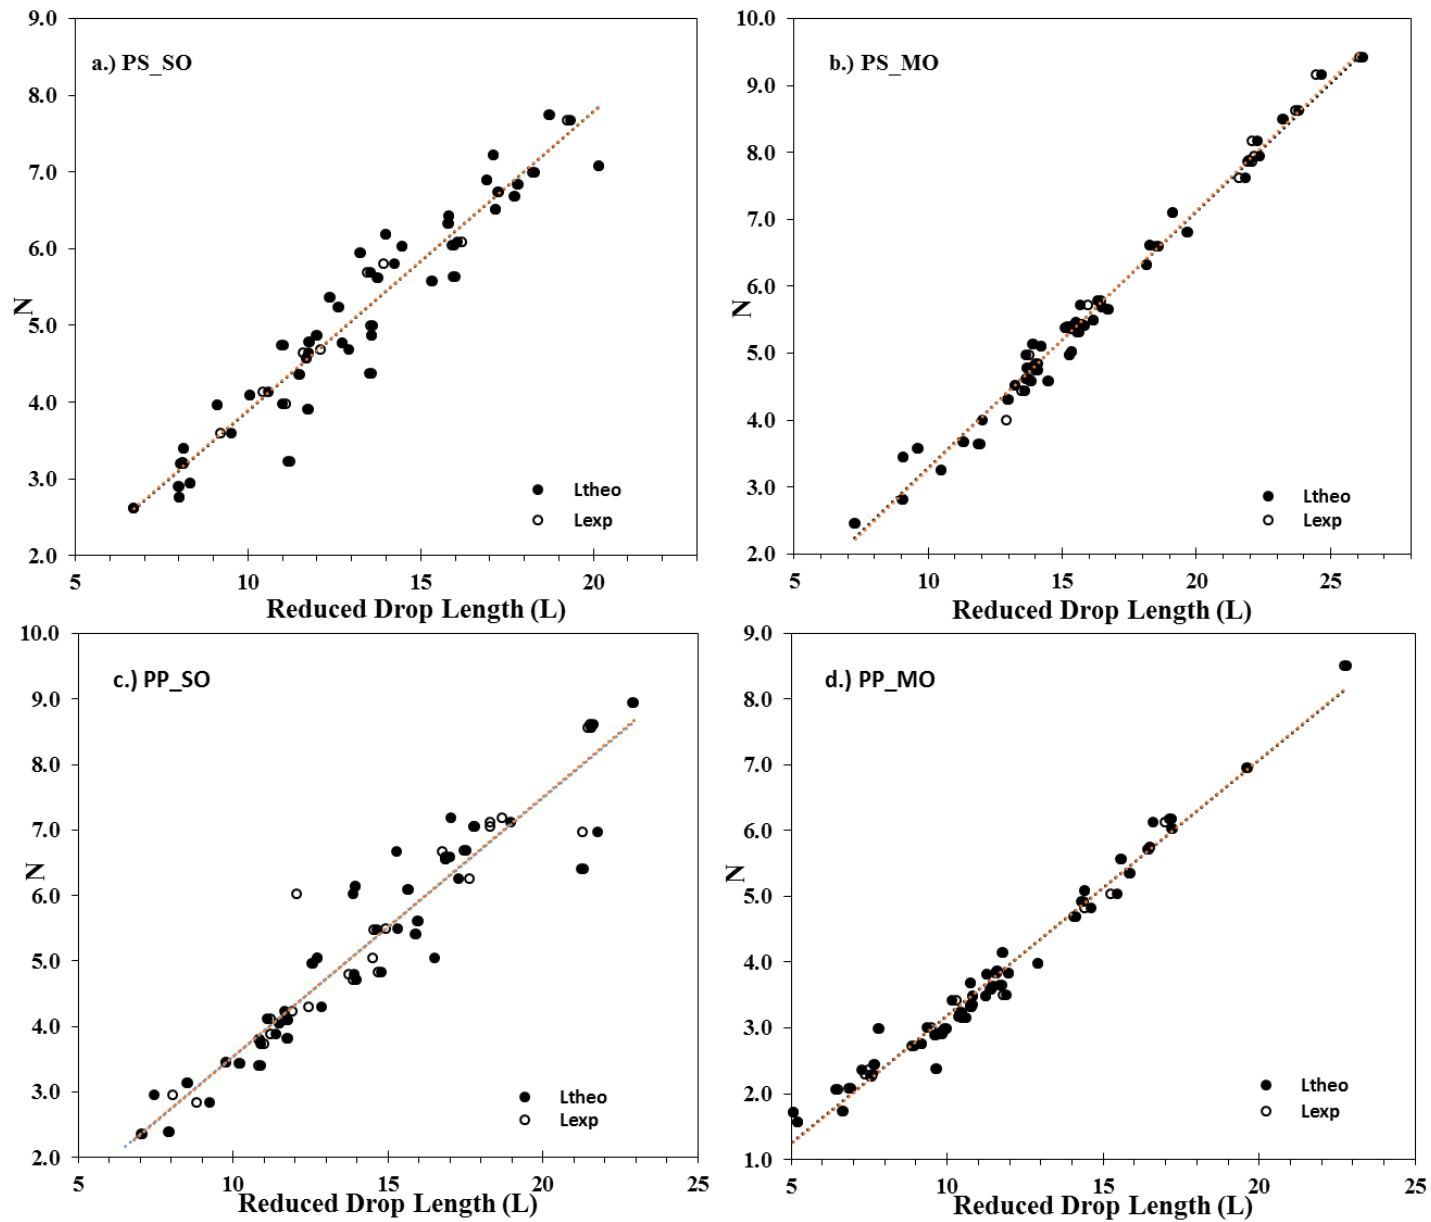 a.) PS_SO
9.0
8.0
7.0
6.0
5.0
4.0
3.0
2.0
N
5 10 15 20
Reduced Drop Length (L)
Ltheo
Lexp
b.) PS_MO
10.0
9.0
8.0
7.0
6.0
5.0
4.0
3.0
2.0
N
5 10 15 20 25
Reduced Drop Length (L)
Ltheo
Lexp
c.) PP_SO
10.0
9.0
8.0
7.0
6.0
5.0
4.0
3.0
2.0
N
5 10 15 20 25
Reduced Drop Length (L)
Ltheo
Lexp
d.) PP_MO
9.0
8.0
7.0
6.0
5.0
4.0
3.0
2.0
1.0
N
5 10 15 20 25
Reduced Drop Length (L)
Ltheo
Lexp